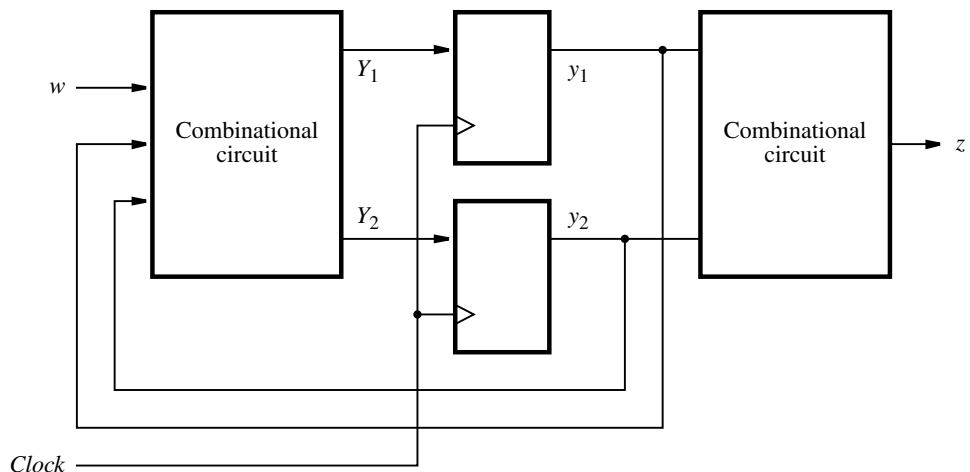 w
Combinational
circuit
Y1
Y2
y1
y2
Combinational
circuit
z
Clock